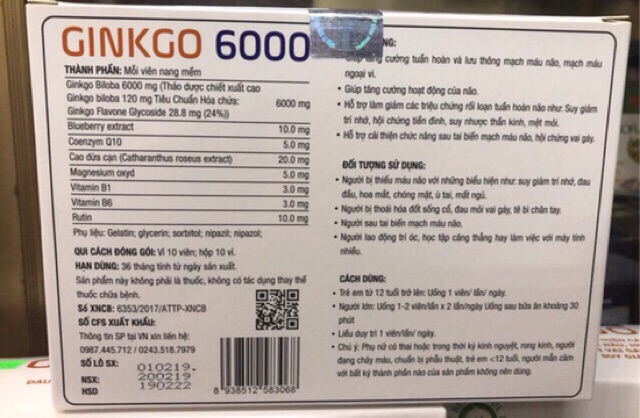 GINKGO 6000
THÀNH PHẦN: Mỗi viên nang mềm
Ginkgo Biloba 6000 mg (Thảo dược chiết xuất cao
Ginkgo biloba 120 mg Tiêu Chuẩn Hóa chứa:
Ginkgo Flavone Glycoside 28.8 mg (24%)) 6000 mg
Blueberry extract 10.0 mg
Coenzym Q10 5.0 mg
Cao dừa cạn (Catharantus roseus extract) 20.0 mg
Magnesium oxyd 5.0 mg
Vitamin B1 3.0 mg
Vitamin B6 3.0 mg
Rutin 10.0 mg
Phụ liệu: Gelatin; glycerin; sorbitol; nipazil; nipazol;
QUI CÁCH ĐÓNG GÓI: Vỉ 10 viên; hộp 10 vỉ.
HẠN DÙNG: 36 tháng tính từ ngày sản xuất.
Sản phẩm này không phải là thuốc, không có tác dụng thay thế
thuốc chữa bệnh.
Số XNCB: 6353/2017/ATTP-XNCB
SỐ CFS XUẤT KHẨU:
Thông tin SP tại VN xin liên hệ:
0987.445.712 / 0243.518.7979
SỐ LÔ SX: 010219.
NSX: 200219
HSD 190222
8 938512 583068
NG:
Giúp tăng cường tuần hoàn và lưu thông mạch máu não, mạch máu
ngoại vi.
• Giúp tăng cường hoạt động của não.
• Hỗ trợ làm giảm các triệu chứng rối loạn tuần hoàn não như: Suy giảm
trí nhớ, hội chứng tiền đình, suy nhược thần kinh, mệt mỏi.
• Hỗ trợ cải thiện chức năng sau tai biến mạch máu não, hội chứng vai gáy.
ĐỐI TƯỢNG SỬ DỤNG:
• Người bị thiếu máu não với những biểu hiện như: suy giảm trí nhớ, đau
đầu, hoa mắt, chóng mặt, ù tai, mất ngủ.
• Người bị thoái hóa đốt sống cổ, đau mỏi vai gáy, tê bì chân tay.
• Người sau tai biến mạch máu não.
• Người lao động trí óc, học tập căng thẳng hay làm việc với máy tính
nhiều.
CÁCH DÙNG:
• Trẻ em từ 12 tuổi trở lên: Uống 1 viên/ lần/ ngày.
• Người lớn: Uống 1-2 viên/lần x 2 lần/ngày Uống sau bữa ăn khoảng 30
phút
• Liều duy trì 1 viên/lần/ ngày.
• Chú ý: Phụ nữ có thai hoặc trong thời kỳ kinh nguyệt, rong kinh, người
đang chảy máu, chuẩn bị phẫu thuật, trẻ em <12 tuổi, người mẫn cảm
với bất kỳ thành phần nào của sản phẩm không nên dùng.